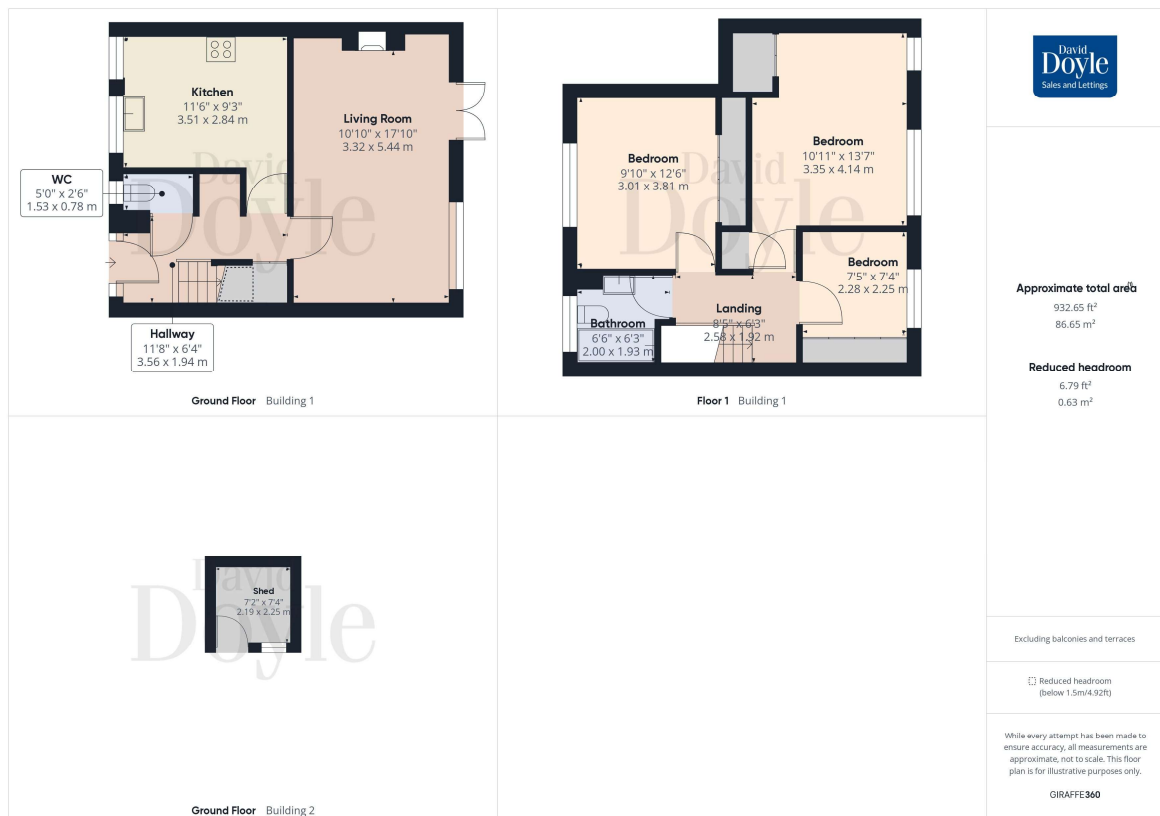 Kitchen
11'6" x 9'3"
3.51 x 2.84 m
Living Room
10'10" x 17'10"
3.32 x 5.44 m
WC
5'0" x 2'6"
1.53 x 0.78 m
Hallway
11'8" x 6'4"
3.56 x 1.94 m
David
Doyle
Ground Floor Building 1
Bedroom
9'10" x 12'6"
3.01 x 3.81 m
Bedroom
10'11" x 13'7"
3.35 x 4.14 m
Bedroom
7'5" x 7'4"
2.28 x 2.25 m
Landing
8'5" x 6'3"
2.58 x 1.92 m
Bathroom
6'6" x 6'3"
2.00 x 1.93 m
David
Doyle
Floor 1 Building 1
Shed
7'2" x 7'4"
2.19 x 2.25 m
David
Doyle
Ground Floor Building 2
David
Doyle
Sales and Lettings
Approximate total area
932.65 ft²
86.65 m²
Reduced headroom
6.79 ft²
0.63 m²
Excluding balconies and terraces
Reduced headroom
(below 1.5m/4.92ft)
While every attempt has been made to
ensure accuracy, all measurements are
approximate, not to scale. This floor
plan is for illustrative purposes only.
GIRAFFE360